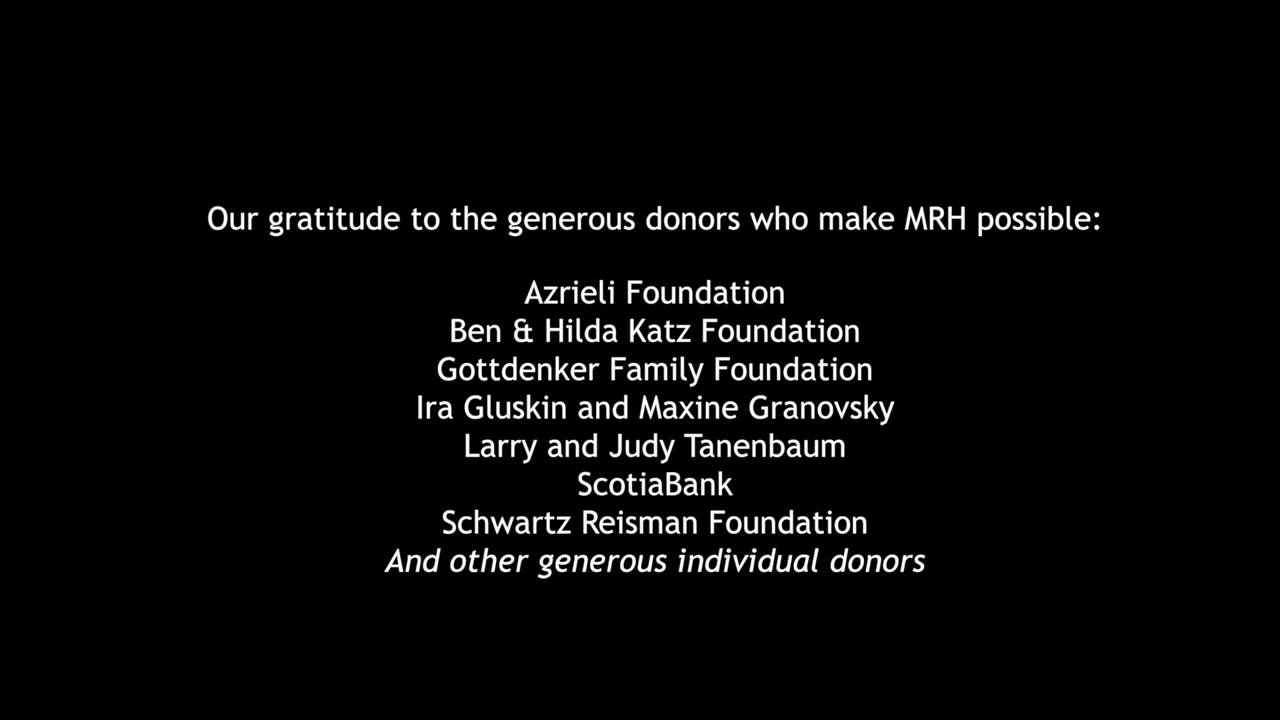 Our gratitude to the generous donors who make MRH possible:
Azrieli Foundation
Ben & Hilda Katz Foundation
Gottdenker Family Foundation
Ira Gluskin and Maxine Granovsky
Larry and Judy Tanenbaum
ScotiaBank
Schwartz Reisman Foundation
And other generous individual donors